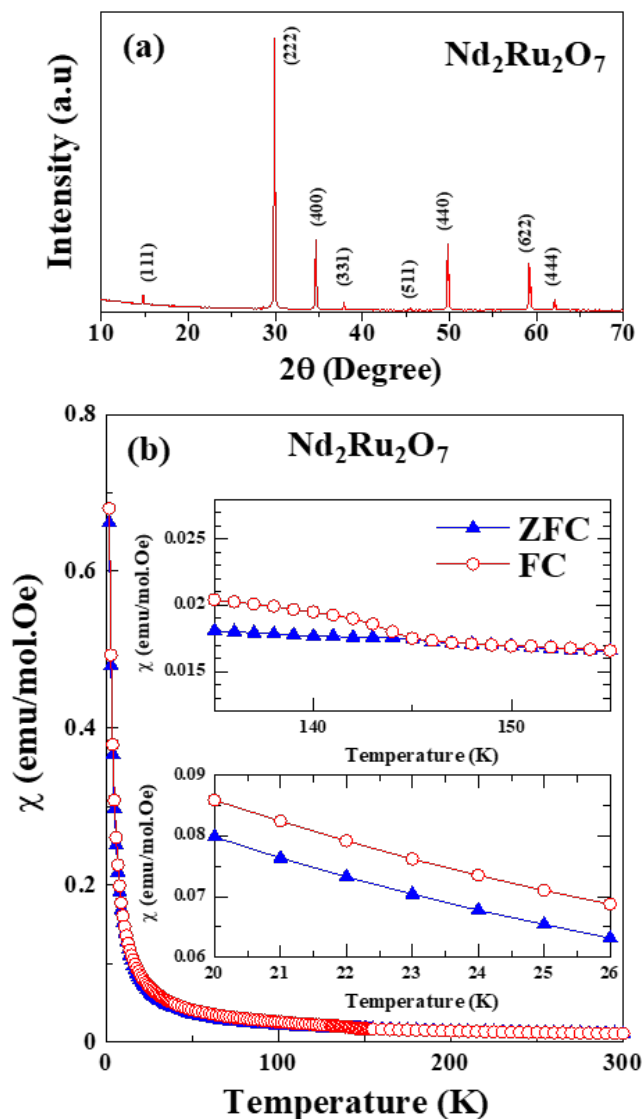 (a)
Nd₂Ru₂O₇
Intensity (a.u)
(111)
(222)
(400)
(331)
(511)
(440)
(622)
(444)
10 20 30 40 50 60 70
2θ (Degree)
(b)
Nd₂Ru₂O₇
χ (emu/mol.Oe)
0.8
0.6
0.4
0.2
0
χ (emu/mol.Oe)
0.025
0.02
0.015
ZFC
FC
140 150
Temperature (K)
χ (emu/mol.Oe)
0.09
0.08
0.07
0.06
20 21 22 23 24 25 26
Temperature (K)
0 100 200 300
Temperature (K)